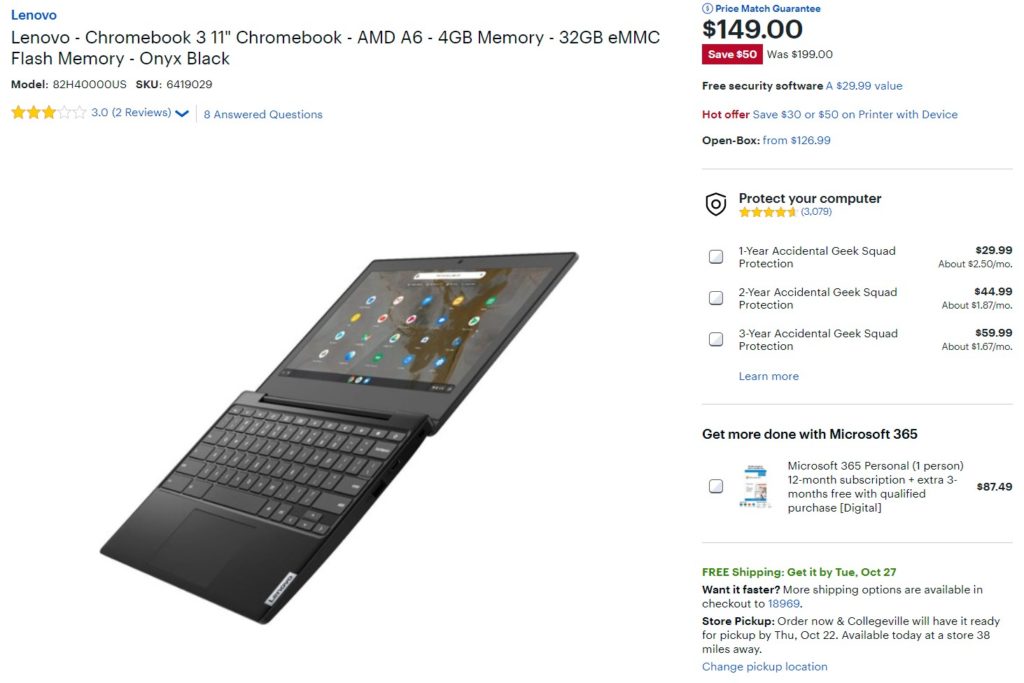 Lenovo
Lenovo - Chromebook 3 11" Chromebook - AMD A6 - 4GB Memory - 32GB eMMC
Flash Memory - Onyx Black
Model: 82H40000US SKU: 6419029
3.0 (2 Reviews)
8 Answered Questions
Lenovo
Price Match Guarantee
$149.00
Save $50 Was $199.00
Free security software A $29.99 value
Hot offer Save $30 or $50 on Printer with Device
Open-Box: from $126.99
Protect your computer
(3,079)
1-Year Accidental Geek Squad
Protection
$29.99
About $2.50/mo.
2-Year Accidental Geek Squad
Protection
$44.99
About $1.87/mo.
3-Year Accidental Geek Squad
Protection
$59.99
About $1.67/mo.
Learn more
Get more done with Microsoft 365
Microsoft 365 Personal (1 person)
12-month subscription + extra 3-
months free with qualified
purchase [Digital]
$87.49
FREE Shipping: Get it by Tue, Oct 27
Want it faster? More shipping options are available in
checkout to 18969.
Store Pickup: Order now & Collegeville will have it ready
for pickup by Thu, Oct 22. Available today at a store 38
miles away.
Change pickup location